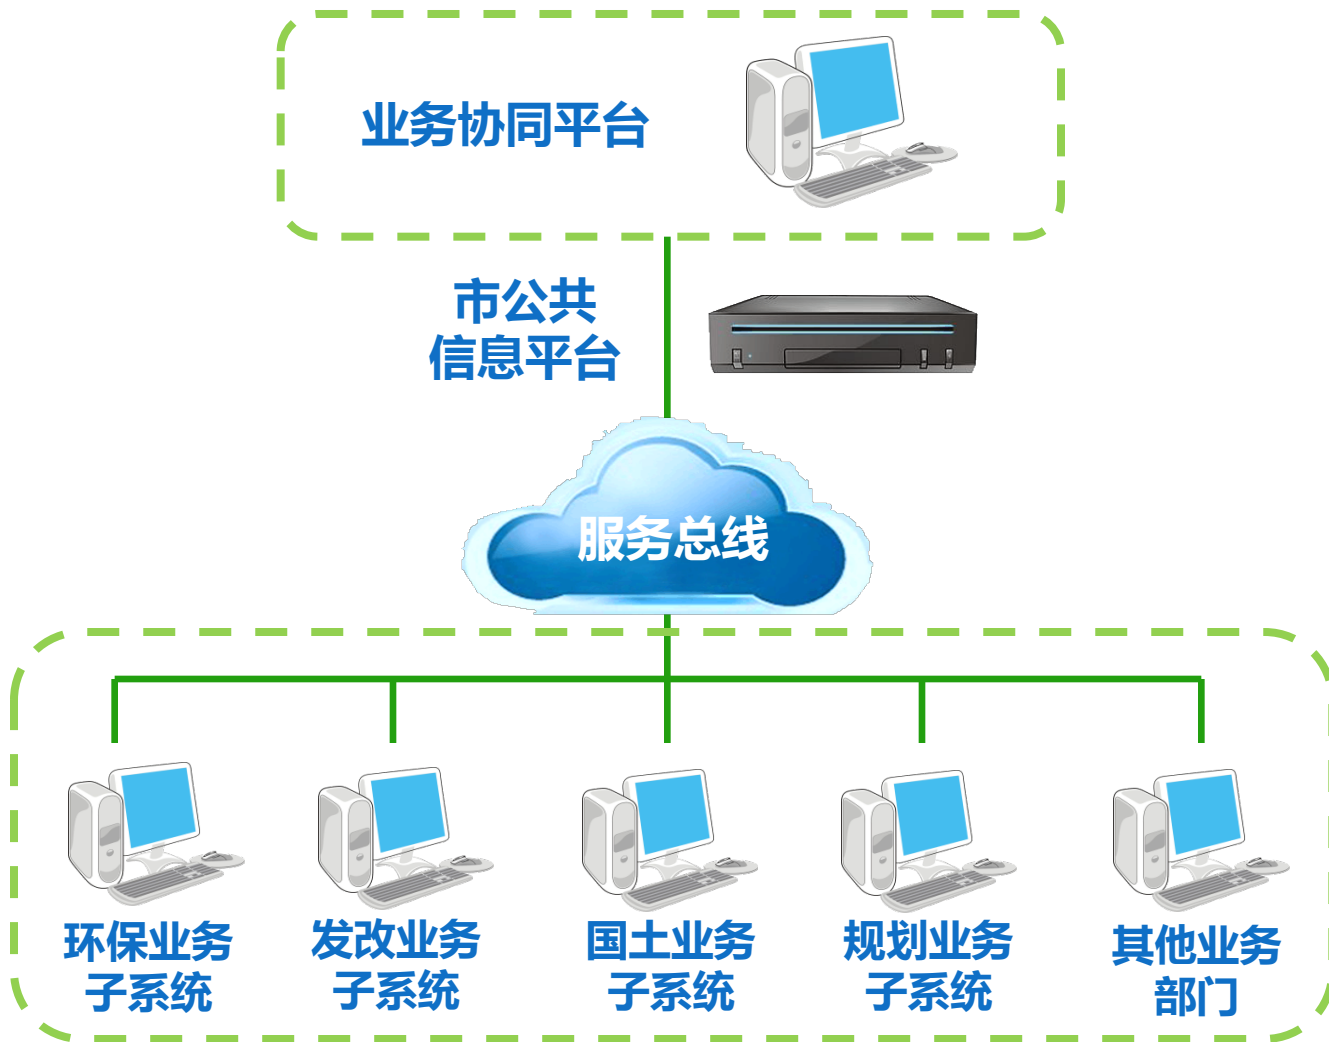 业务协同平台
市公共
信息平台
服务总线
环保业务
子系统
发改业务
子系统
国土业务
子系统
规划业务
子系统
其他业务
部门